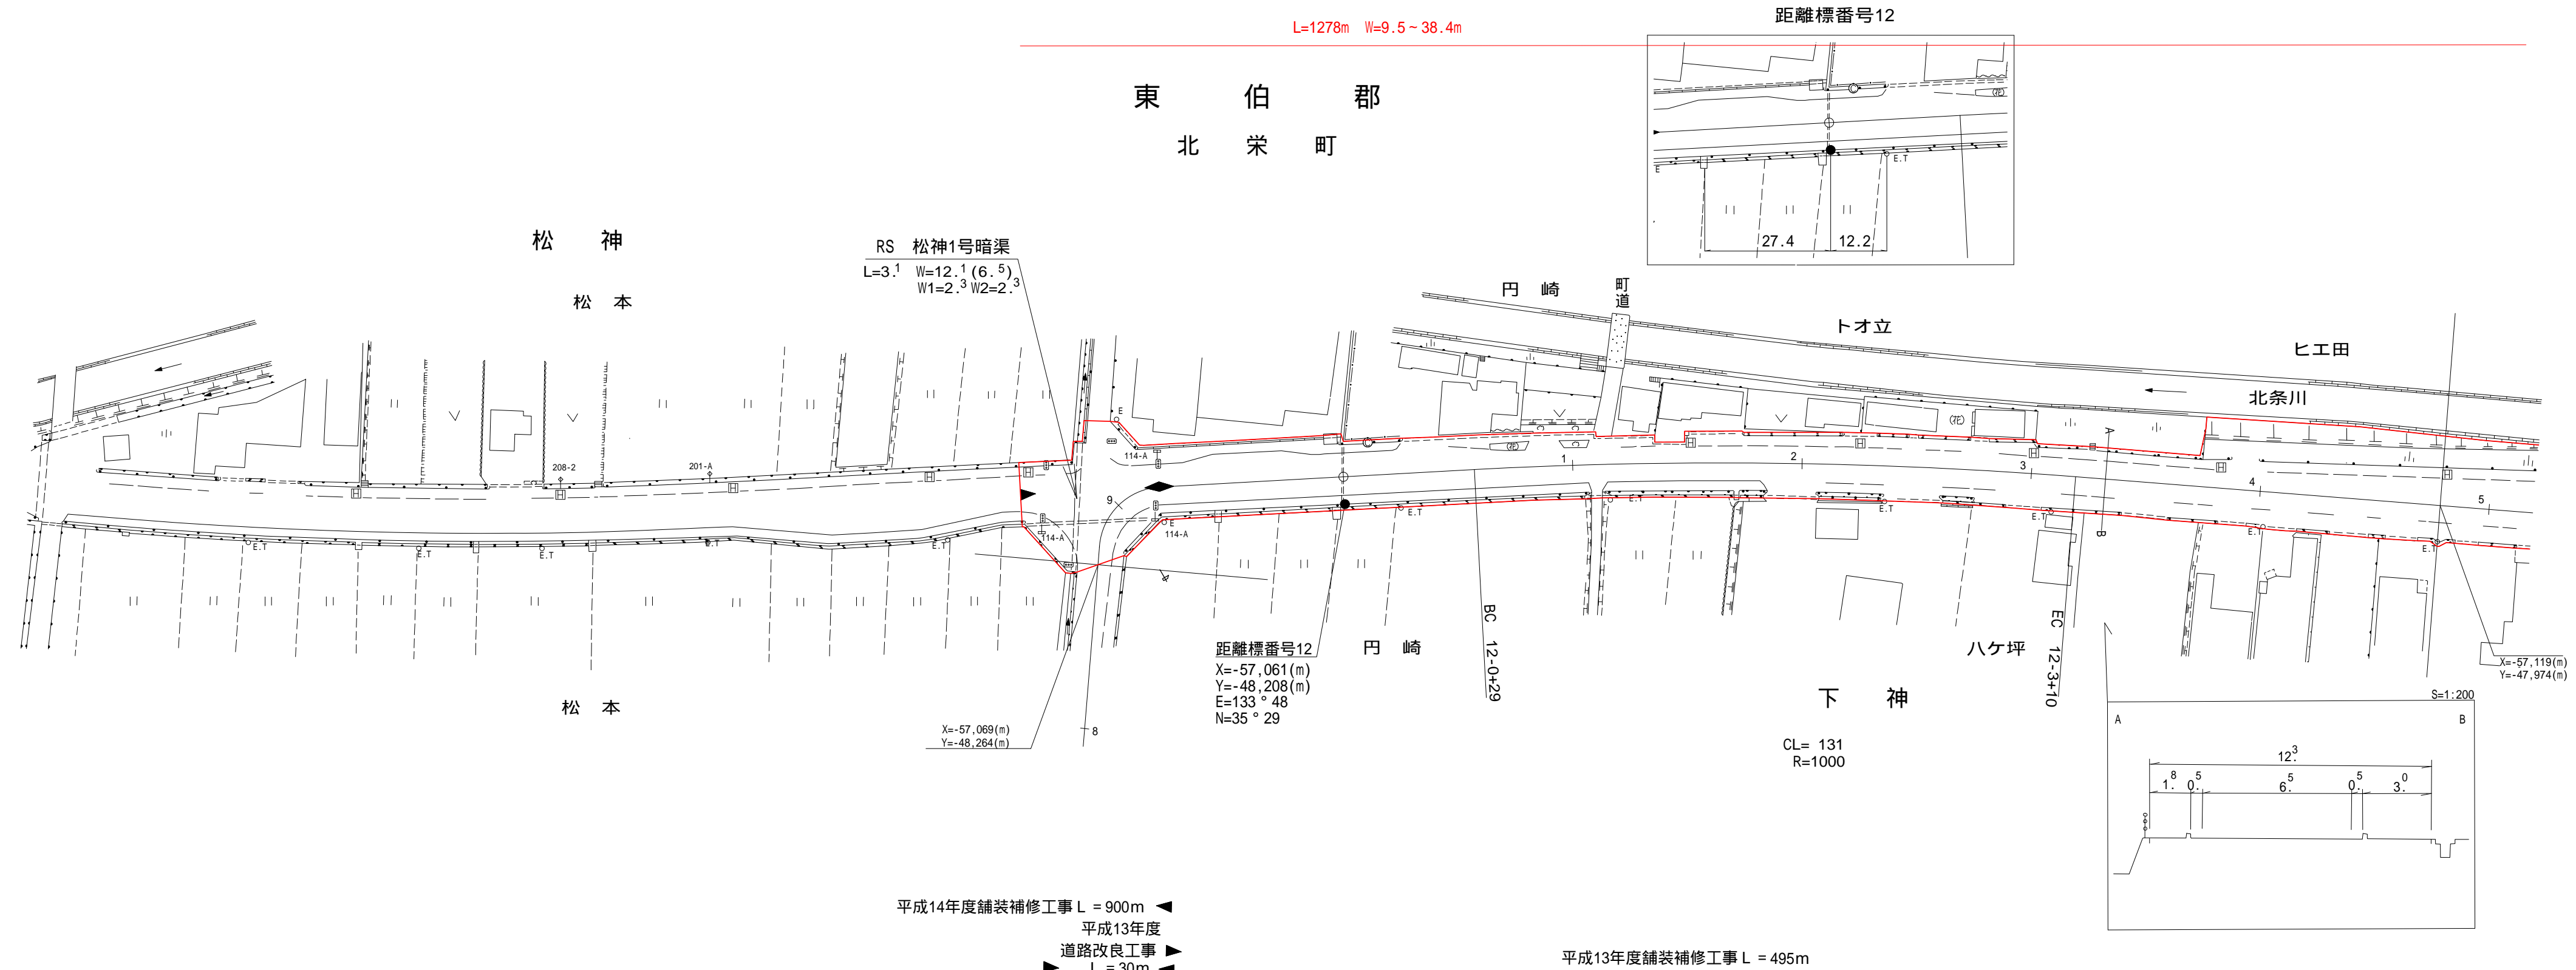 L=1278m W=9.5~38.4m
距離標番号12
東伯郡
北栄町
E
E.T
(花)
27.4 12.2
松神
松本
RS 松神1号暗渠
L=3.1 W=12.1(6.5)
W1=2.3 W2=2.3
円崎
町道
トオ立
ヒエ田
北条川
208-2
201-A
H
H
H
H
H
E
114-A
114-A
E
114-A
9
8
(花)
(花)
H
H
H
H
H
1
2
3
4
5
A
B
E.T
E.T
E.T
E.T
E.T
E.T
E.T
E.T
E.T
E.T
E.T
BC 12-0+29
EC 12-3+10
距離標番号12
X=-57,061(m)
Y=-48,208(m)
E=133°48
N=35°29
円崎
八ケ坪
下神
CL= 131
R=1000
松本
X=-57,069(m)
Y=-48,264(m)
X=-57,119(m)
Y=-47,974(m)
S=1:200
A B
12.3
1.8 0.5 6.5 0.5 3.0
平成14年度舗装補修工事L=900m
平成13年度
道路改良工事
L=30m
平成13年度舗装補修工事L=495m